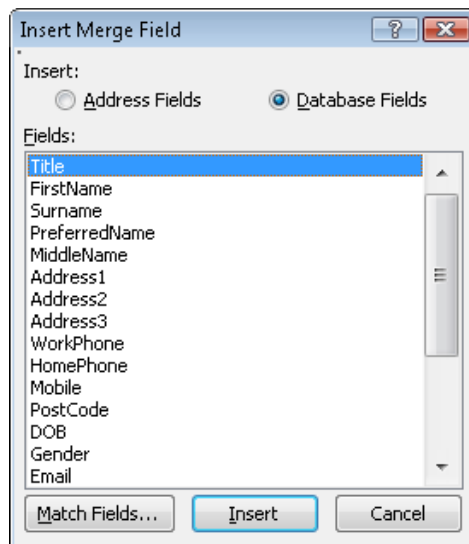 Insert Merge Field
Insert:
Address Fields Database Fields
Fields:
Title
FirstName
Surname
PreferredName
MiddleName
Address1
Address2
Address3
WorkPhone
HomePhone
Mobile
PostCode
DOB
Gender
Email
Match Fields... Insert Cancel